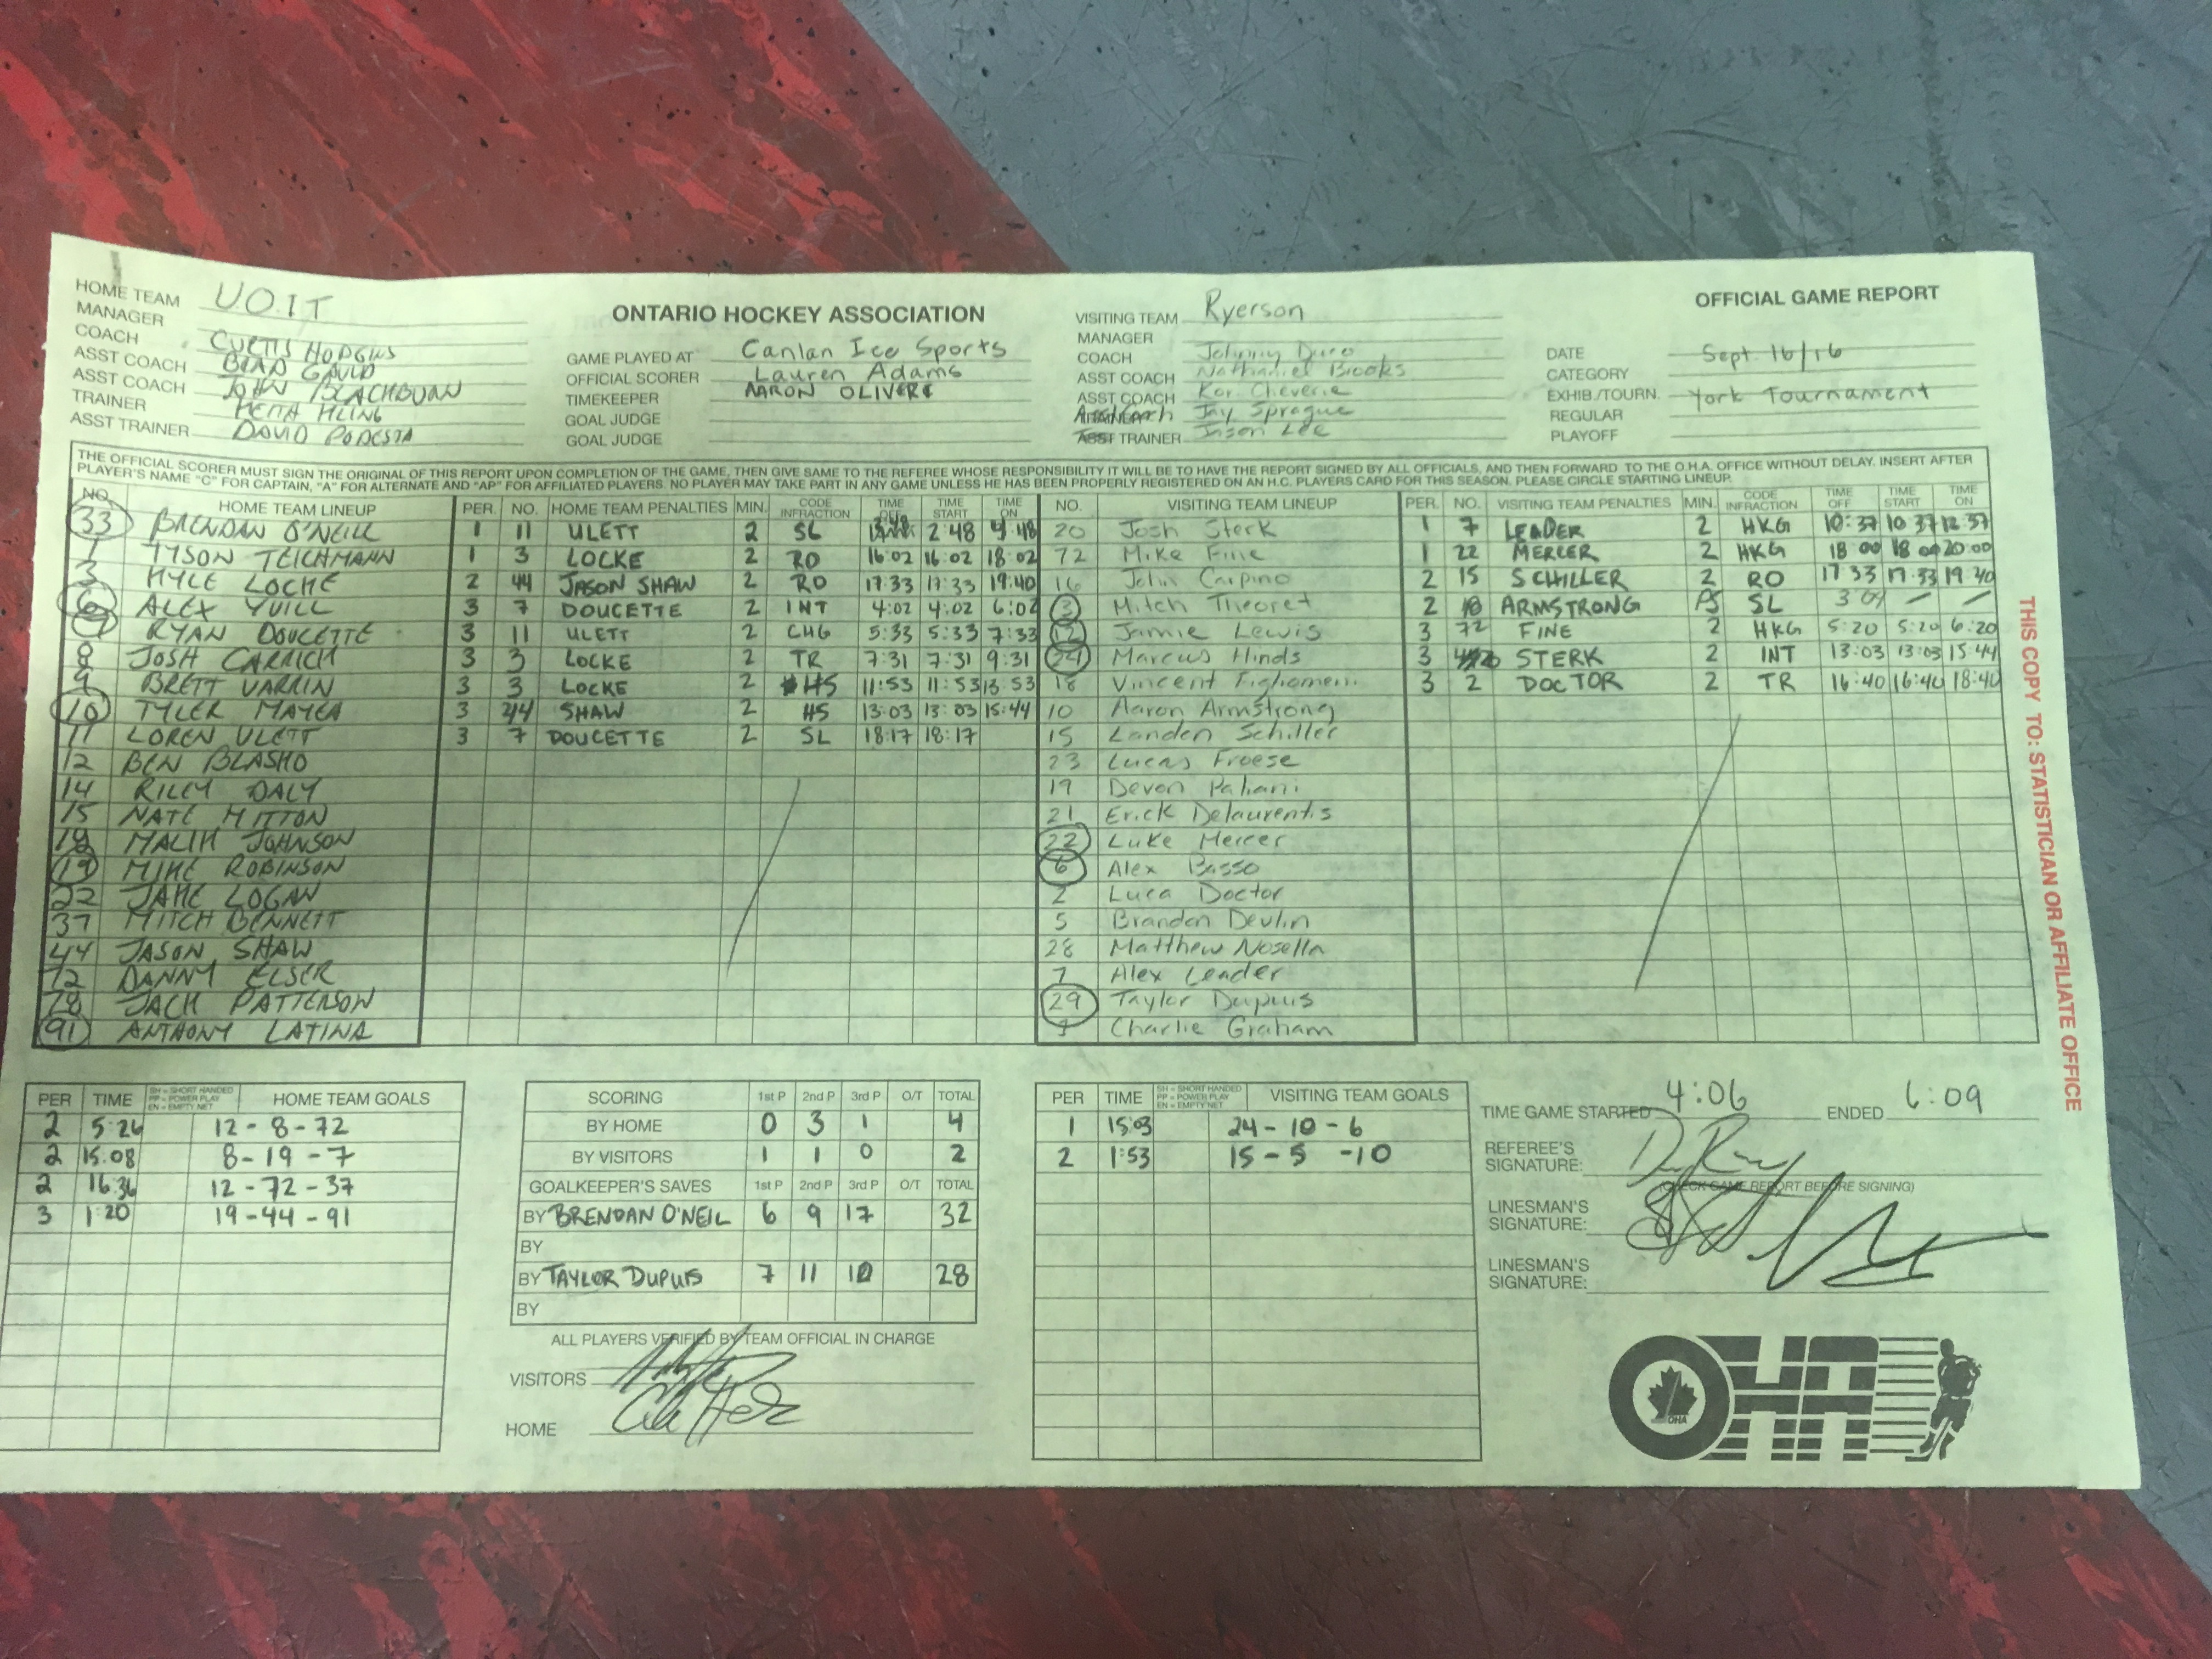 HOME TEAM U.O.I.T
MANAGER
COACH CURTIS HODGINS
ASST COACH BRAD GAULD
ASST COACH JOHN BLACKBURN
TRAINER KEITH KLING
ASST TRAINER DAVID PODESTA
ONTARIO HOCKEY ASSOCIATION
GAME PLAYED AT Canlan Ice Sports
OFFICIAL SCORER Lauren Adams
TIMEKEEPER AARON OLIVER
GOAL JUDGE
GOAL JUDGE
VISITING TEAM Ryerson
MANAGER
COACH Johnny Duco
ASST COACH Nathaniel Brooks
ASST COACH Kor Cleverie
Asst Coach Jay Sprague
TRAINER Jason Lee
OFFICIAL GAME REPORT
DATE Sept. 16/16
CATEGORY
EXHIB./TOURN. York Tournament
REGULAR
PLAYOFF
THE OFFICIAL SCORER MUST SIGN THE ORIGINAL OF THIS REPORT UPON COMPLETION OF THE GAME, THEN GIVE SAME TO THE REFEREE WHOSE RESPONSIBILITY IT WILL BE TO HAVE THE REPORT SIGNED BY ALL OFFICIALS, AND THEN FORWARD TO THE O.H.A. OFFICE WITHOUT DELAY. INSERT AFTER
PLAYER'S NAME "C" FOR CAPTAIN, "A" FOR ALTERNATE AND "AP" FOR AFFILIATED PLAYERS. NO PLAYER MAY TAKE PART IN ANY GAME UNLESS HE HAS BEEN PROPERLY REGISTERED ON AN H.C. PLAYERS CARD FOR THIS SEASON. PLEASE CIRCLE STARTING LINEUP.
NO. HOME TEAM LINEUP PER. NO. HOME TEAM PENALTIES MIN. CODE INFRACTION TIME OFF TIME START TIME ON NO. VISITING TEAM LINEUP PER. NO. VISITING TEAM PENALTIES MIN. CODE INFRACTION TIME OFF TIME START TIME ON
33 BRENDAN O'NEILL 1 11 ULETT 2 SL 2:48 2:48 4:48 20 Josh Sterk 1 7 LEADER 2 HKG 10:37 10 37 12 37
1 TYSON TEICHMANN 1 3 LOCKE 2 RO 16:02 16:02 18:02 72 Mike Fine 1 22 MERCER 2 HKG 18 00 18 00 20:00
3 KYLE LOCKE 2 44 JASON SHAW 2 RO 17:33 17:33 19:40 16 John Carpino 2 15 SCHILLER 2 RO 17 33 17:33 19 40
6 ALEX YUILL 3 7 DOUCETTE 2 INT 4:02 4:02 6:02 3 Mitch Theoret 2 10 ARMSTRONG PS SL 3 04 — —
7 RYAN DOUCETTE 3 11 ULETT 2 CHG 5:33 5:33 7:33 12 Jamie Lewis 3 72 FINE 2 HKG 5:20 5:20 6:20
8 JOSH CARRICK 3 3 LOCKE 2 TR 7:31 7:31 9:31 24 Marcus Hinds 3 20 STERK 2 INT 13:03 13:03 15:44
9 BRETT VARRIN 3 3 LOCKE 2 HS 11:53 11:53 13 53 18 Vincent Figliomeni 3 2 DOCTOR 2 TR 16:40 16:40 18:40
10 TYLER MAYEA 3 44 SHAW 2 HS 13:03 13:03 15:44 10 Aaron Armstrong
11 LOREN ULETT 3 7 DOUCETTE 2 SL 18:17 18:17 15 Landen Schiller
12 BEN BLASKO 23 Lucas Froese
14 RILEY DALY 19 Devon Paliani
15 NATE MITTON 21 Erick Delaurentis
18 MALIK JOHNSON 22 Luke Mercer
19 MIKE ROBINSON 6 Alex Basso
22 JAKE LOGAN 2 Luca Doctor
37 MITCH BENNETT 5 Brandon Devlin
44 JASON SHAW 28 Matthew Nosella
72 DANNY ELSER 7 Alex Leader
78 JACK PATTERSON 29 Taylor Dupuis
91 ANTHONY LATINA Charlie Graham
THIS COPY TO: STATISTICIAN OR AFFILIATE OFFICE
PER TIME SH = SHORT HANDED PP = POWER PLAY EN = EMPTY NET HOME TEAM GOALS
2 5:26 12 - 8 - 72
2 15.08 8 - 19 - 7
2 16:36 12 - 72 - 37
3 1:20 19 - 44 - 91
SCORING 1st P 2nd P 3rd P O/T TOTAL
BY HOME 0 3 1 4
BY VISITORS 1 1 0 2
GOALKEEPER'S SAVES 1st P 2nd P 3rd P O/T TOTAL
BY BRENDAN O'NEIL 6 9 17 32
BY
BY TAYLOR DUPUIS 7 11 10 28
BY
ALL PLAYERS VERIFIED BY TEAM OFFICIAL IN CHARGE
VISITORS
HOME
PER TIME SH = SHORT HANDED PP = POWER PLAY EN = EMPTY NET VISITING TEAM GOALS
1 15:03 24 - 10 - 6
2 1:53 15 - 5 - 10
TIME GAME STARTED 4:06 ENDED 6:09
REFEREE'S SIGNATURE:
(CHECK GAME REPORT BEFORE SIGNING)
LINESMAN'S SIGNATURE:
LINESMAN'S SIGNATURE:
OHA
OHA